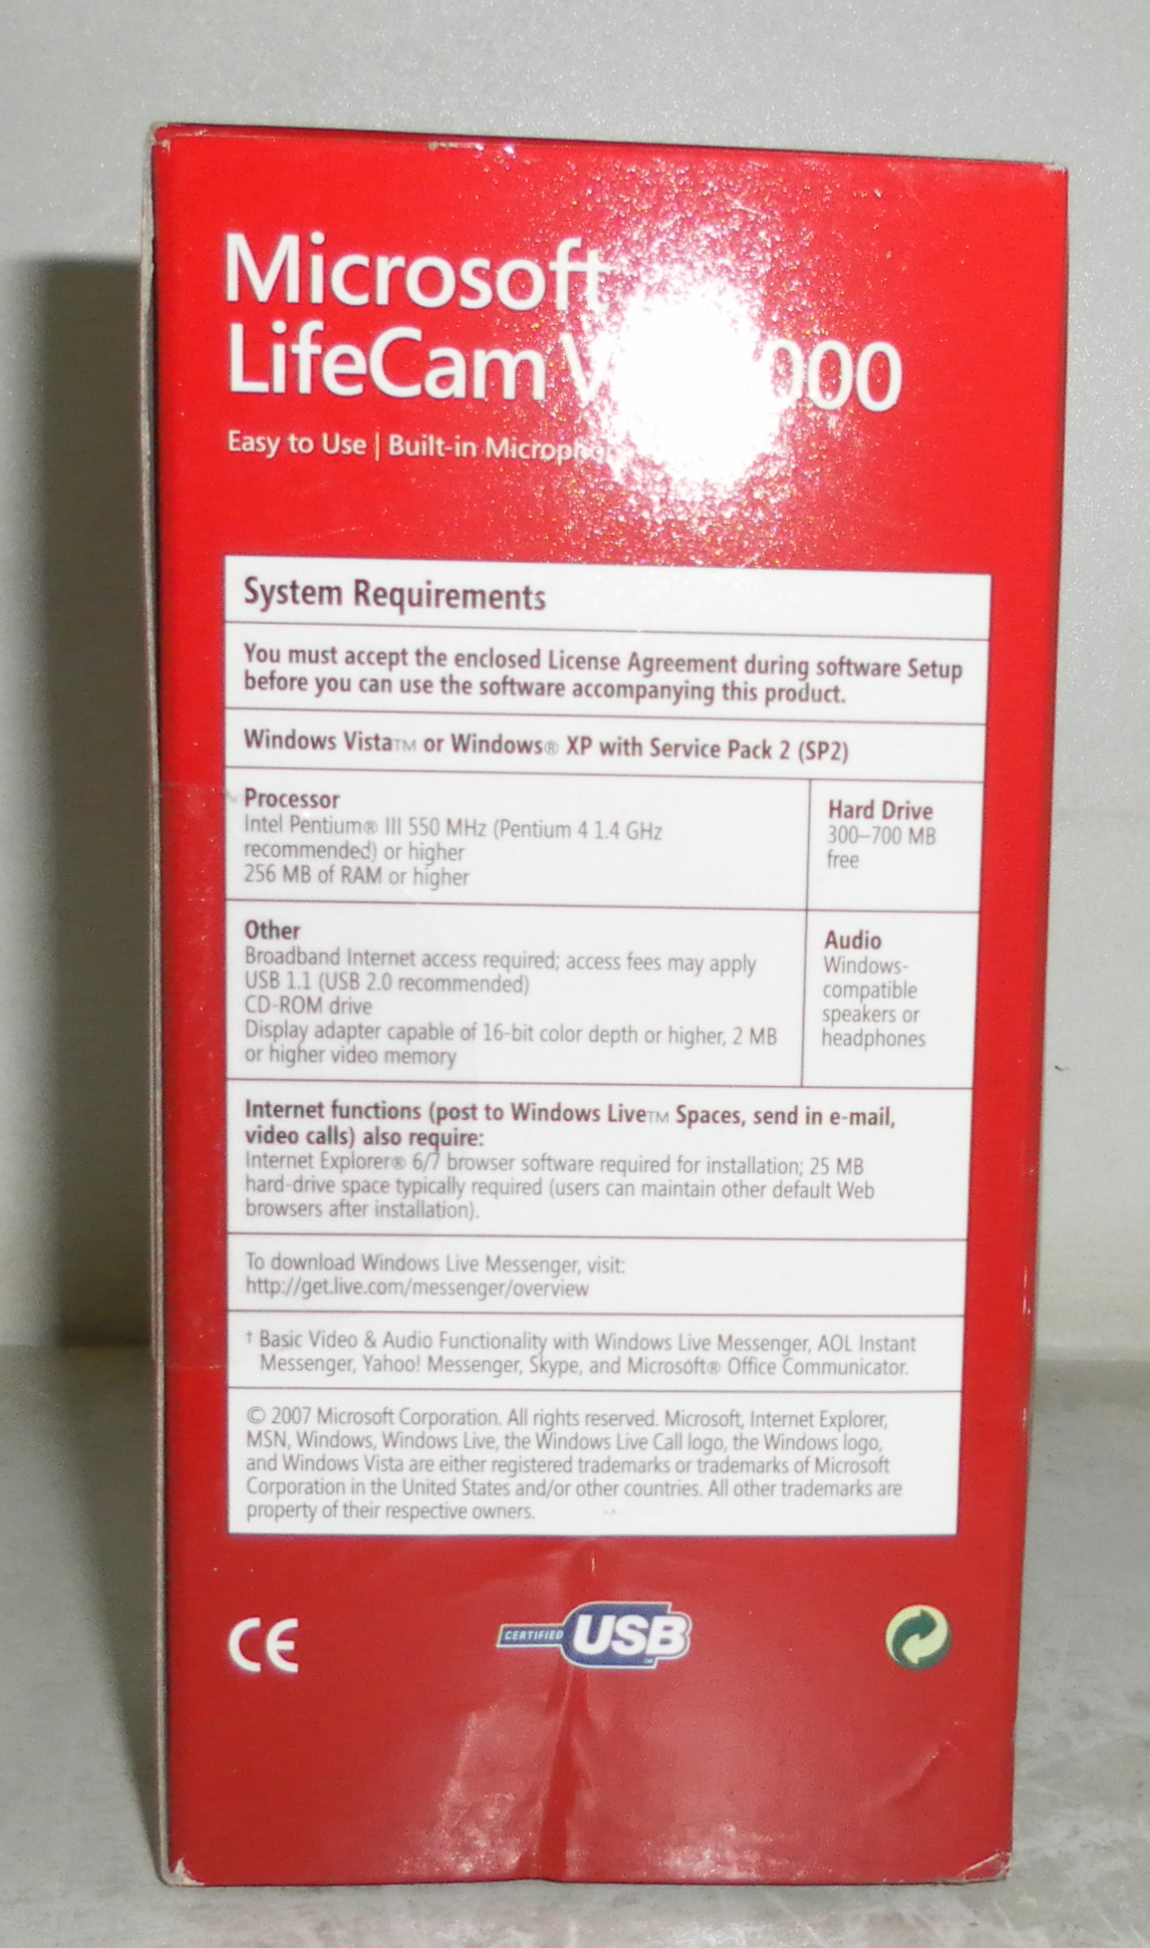 Microsoft
LifeCam
Easy to Use | Built-in
System Requirements
You must accept the enclosed License Agreement during software Setup
before you can use the software accompanying this product.
Windows Vista™ or Windows® XP with Service Pack 2 (SP2)
Processor
Intel Pentium® III 550 MHz (Pentium 4 1.4 GHz
recommended) or higher
256 MB of RAM or higher
Hard Drive
300–700 MB
free
Other
Broadband Internet access required; access fees may apply
USB 1.1 (USB 2.0 recommended)
CD-ROM drive
Display adapter capable of 16-bit color depth or higher, 2 MB
or higher video memory
Audio
Windows-
compatible
speakers or
headphones
Internet functions (post to Windows Live™ Spaces, send in e-mail,
video calls) also require:
Internet Explorer® 6/7 browser software required for installation; 25 MB
hard-drive space typically required (users can maintain other default Web
browsers after installation).
To download Windows Live Messenger, visit:
http://get.live.com/messenger/overview
† Basic Video & Audio Functionality with Windows Live Messenger, AOL Instant
Messenger, Yahoo! Messenger, Skype, and Microsoft® Office Communicator.
© 2007 Microsoft Corporation. All rights reserved. Microsoft, Internet Explorer,
MSN, Windows, Windows Live, the Windows Live Call logo, the Windows logo,
and Windows Vista are either registered trademarks or trademarks of Microsoft
Corporation in the United States and/or other countries. All other trademarks are
property of their respective owners.
CE
CERTIFIED USB™